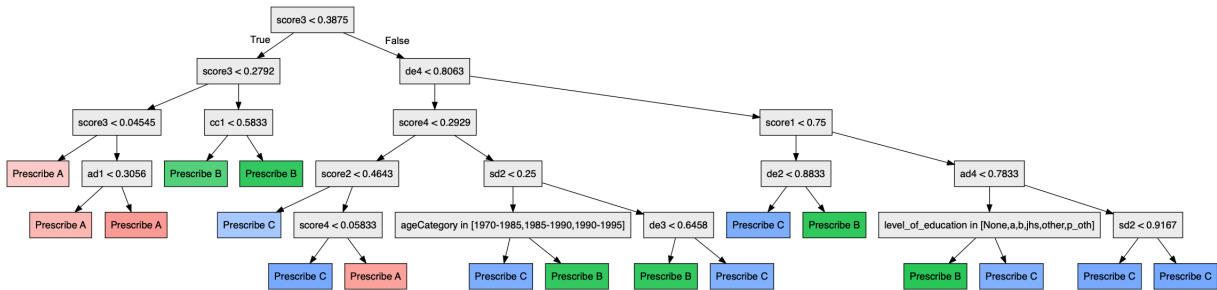 score3 < 0.3875
True
False
score3 < 0.2792
de4 < 0.8063
score3 < 0.04545
cc1 < 0.5833
score4 < 0.2929
score1 < 0.75
Prescribe A
ad1 < 0.3056
Prescribe B
Prescribe B
score2 < 0.4643
sd2 < 0.25
de2 < 0.8833
ad4 < 0.7833
Prescribe A
Prescribe A
Prescribe C
score4 < 0.05833
ageCategory in [1970-1985,1985-1990,1990-1995]
de3 < 0.6458
Prescribe C
Prescribe B
level_of_education in [None,a,b,jhs,other,p_oth]
sd2 < 0.9167
Prescribe C
Prescribe A
Prescribe C
Prescribe B
Prescribe B
Prescribe C
Prescribe B
Prescribe C
Prescribe C
Prescribe C